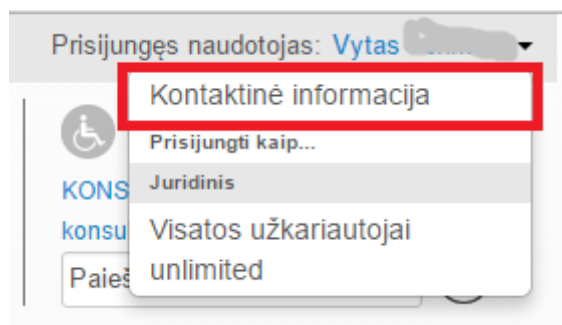 Prisijungęs naudotojas: Vytas
Kontaktinė informacija
Prisijungti kaip...
KONS
Juridinis
konsu
Visatos užkariautojai
unlimited
Paieš